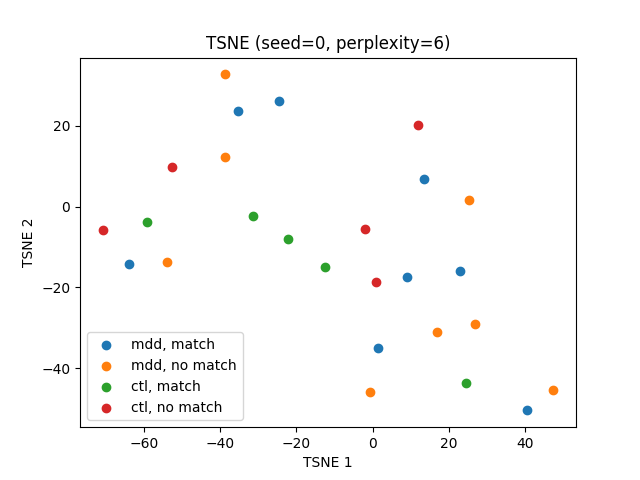 TSNE (seed=0, perplexity=6)
TSNE 2
20
0
−20
−40
mdd, match
mdd, no match
ctl, match
ctl, no match
−60 −40 −20 0 20 40
TSNE 1